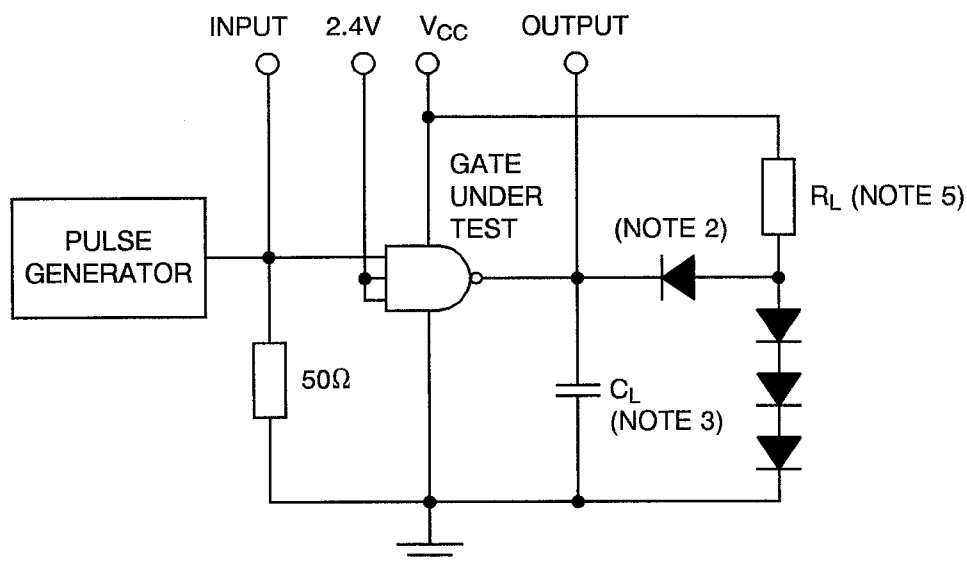 INPUT 2.4V VCC OUTPUT
GATE
UNDER
TEST
PULSE
GENERATOR
(NOTE 2)
RL (NOTE 5)
50Ω
CL
(NOTE 3)